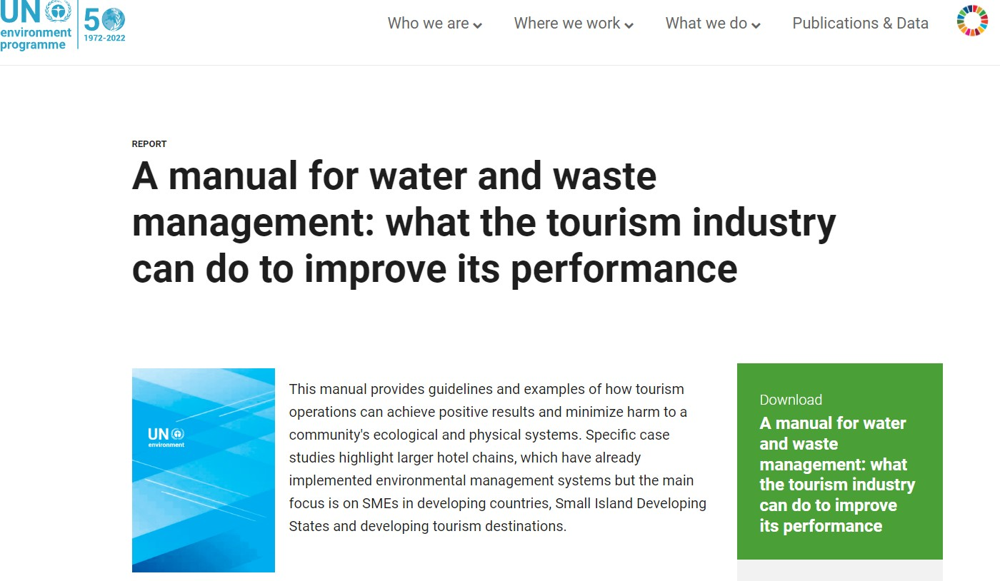 UN
environment
programme
50
1972-2022
Who we are
Where we work
What we do
Publications & Data
REPORT
A manual for water and waste
management: what the tourism industry
can do to improve its performance
UN
environment
This manual provides guidelines and examples of how tourism
operations can achieve positive results and minimize harm to a
community's ecological and physical systems. Specific case
studies highlight larger hotel chains, which have already
implemented environmental management systems but the main
focus is on SMEs in developing countries, Small Island Developing
States and developing tourism destinations.
Download
A manual for water
and waste
management: what
the tourism industry
can do to improve
its performance